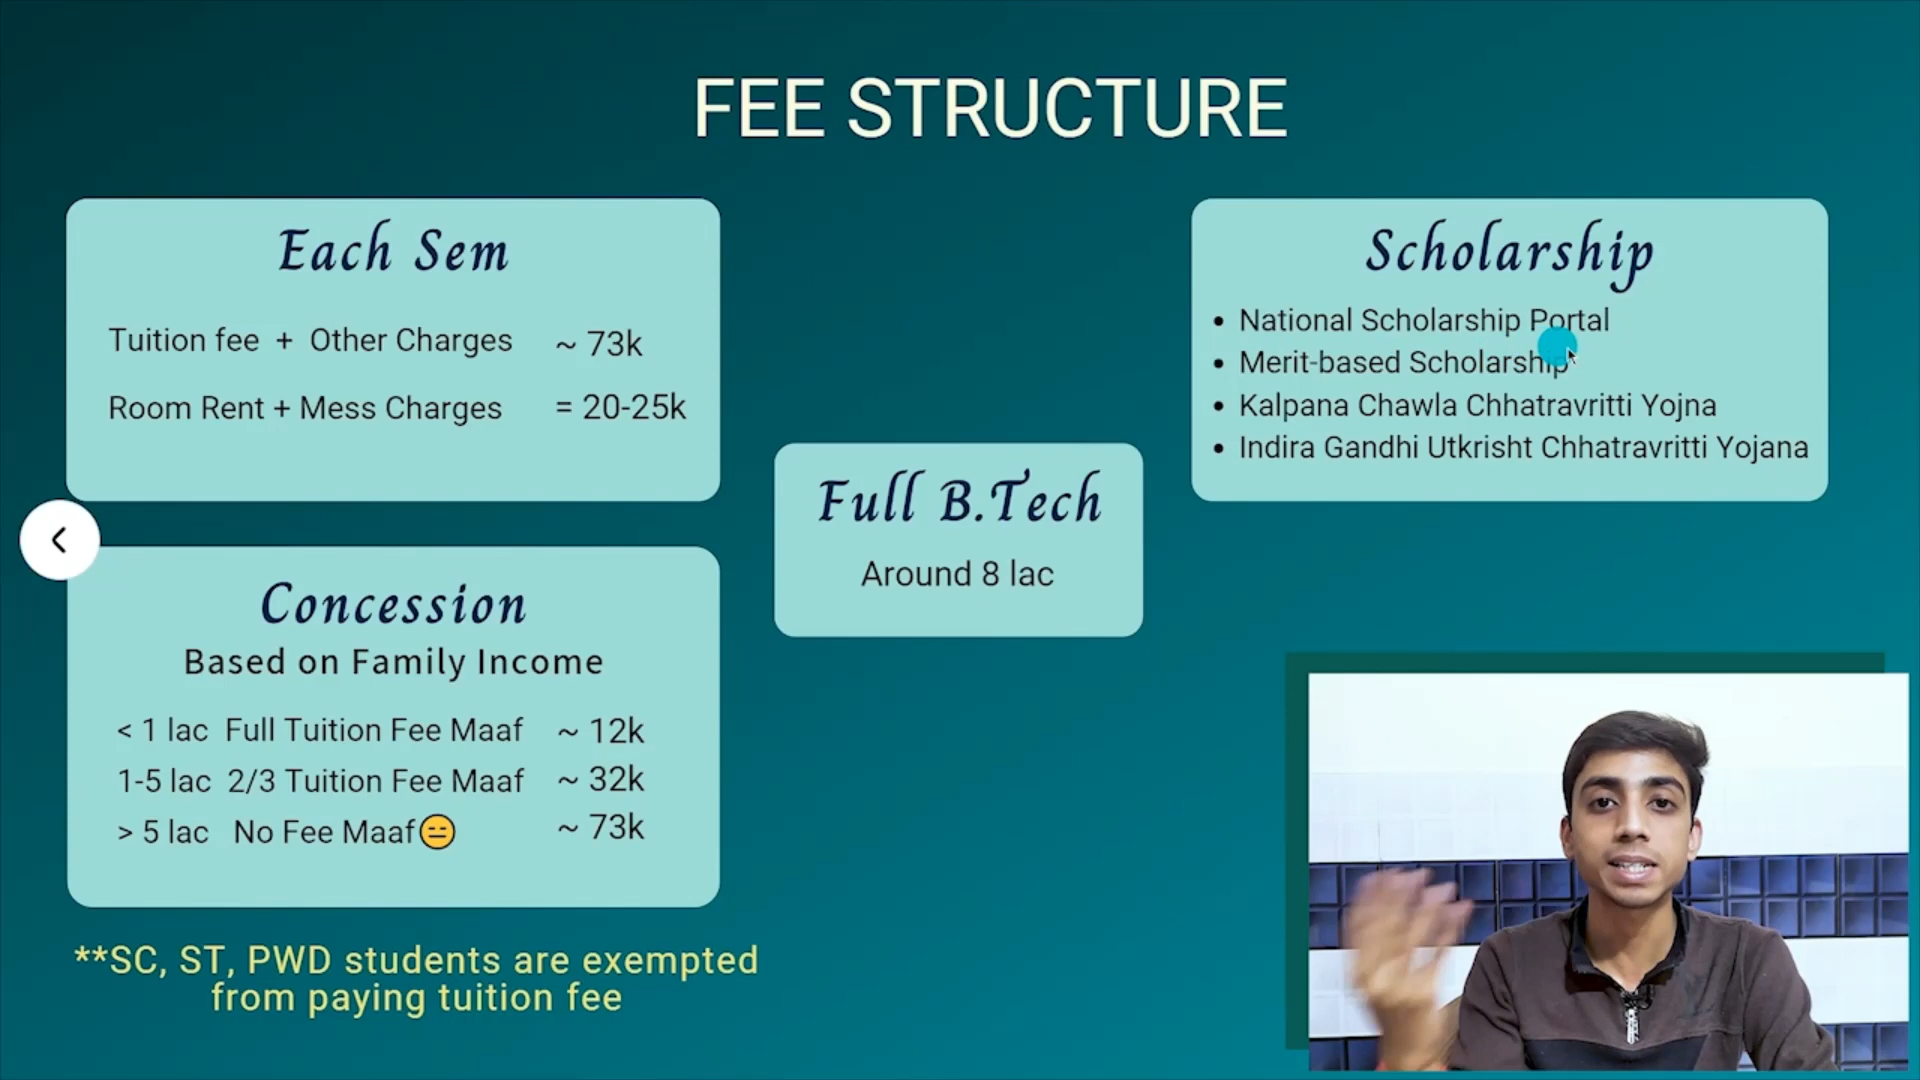 FEE STRUCTURE
Each Sem
Tuition fee + Other Charges ~ 73k
Room Rent + Mess Charges = 20-25k
Concession
Based on Family Income
< 1 lac Full Tuition Fee Maaf ~ 12k
1-5 lac 2/3 Tuition Fee Maaf ~ 32k
> 5 lac No Fee Maaf😑 ~ 73k
**SC, ST, PWD students are exempted
from paying tuition fee
Full B.Tech
Around 8 lac
Scholarship
• National Scholarship Portal
• Merit-based Scholarship
• Kalpana Chawla Chhatravritti Yojna
• Indira Gandhi Utkrisht Chhatravritti Yojana